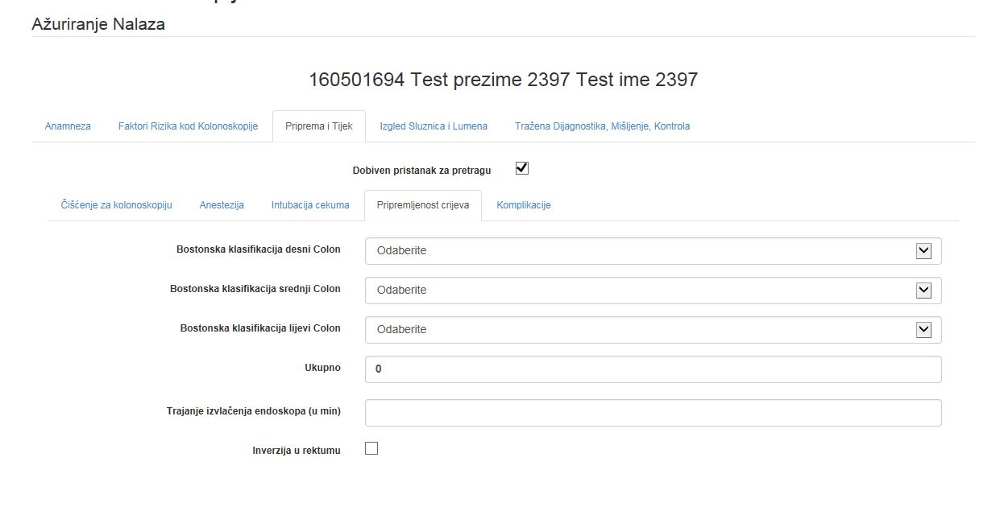 Ažuriranje Nalaza
160501694 Test prezime 2397 Test ime 2397
Anamneza Faktori Rizika kod Kolonoskopije Priprema i Tijek Izgled Sluznica i Lumena Tražena Dijagnostika, Mišljenje, Kontrola
Dobiven pristanak za pretragu
Čišćenje za kolonoskopiju Anestezija Intubacija cekuma Pripremljenost crijeva Komplikacije
Bostonska klasifikacija desni Colon Odaberite
Bostonska klasifikacija srednji Colon Odaberite
Bostonska klasifikacija lijevi Colon Odaberite
Ukupno 0
Trajanje izvlačenja endoskopa (u min)
Inverzija u rektumu